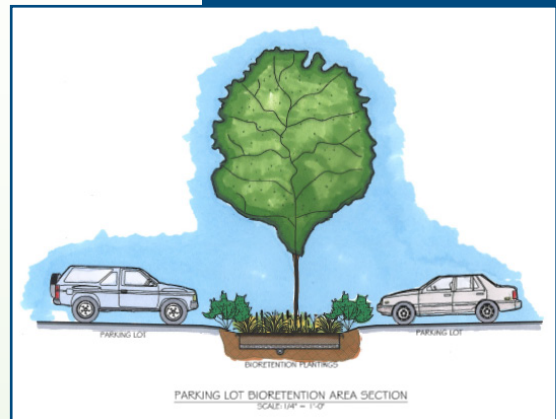 PARKING LOT
PARKING LOT
BIORETENTION PLANTINGS
PARKING LOT BIORETENTION AREA SECTION
SCALE: 1/4" = 1'-0"